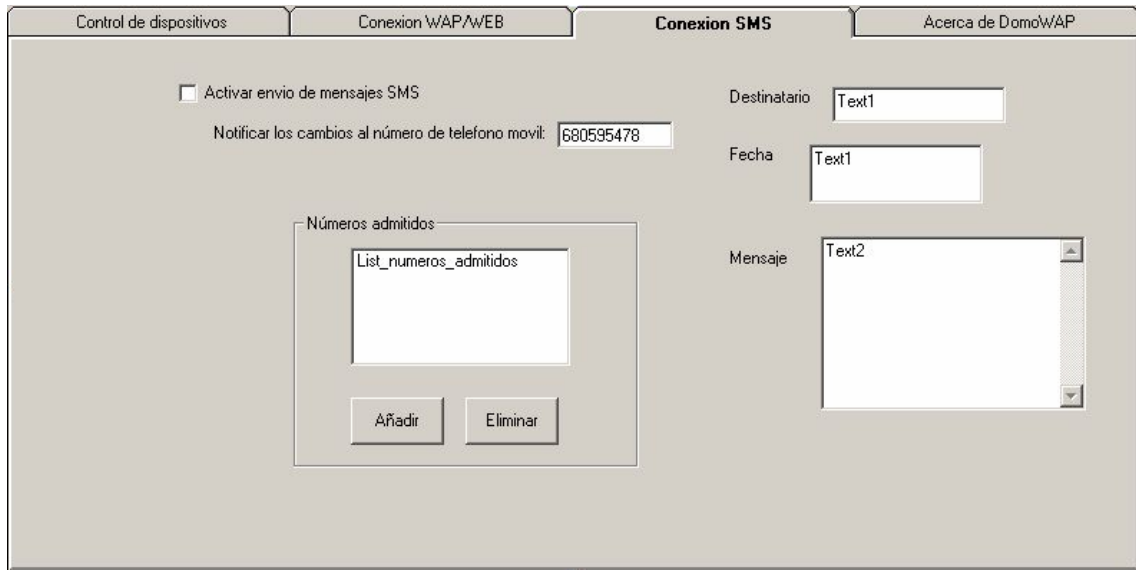 Control de dispositivos
Conexion WAP/WEB
Conexion SMS
Acerca de DomoWAP
Activar envio de mensajes SMS
Notificar los cambios al número de telefono movil:
680595478
Números admitidos
List_numeros_admitidos
Añadir
Eliminar
Destinatario
Text1
Fecha
Text1
Mensaje
Text2